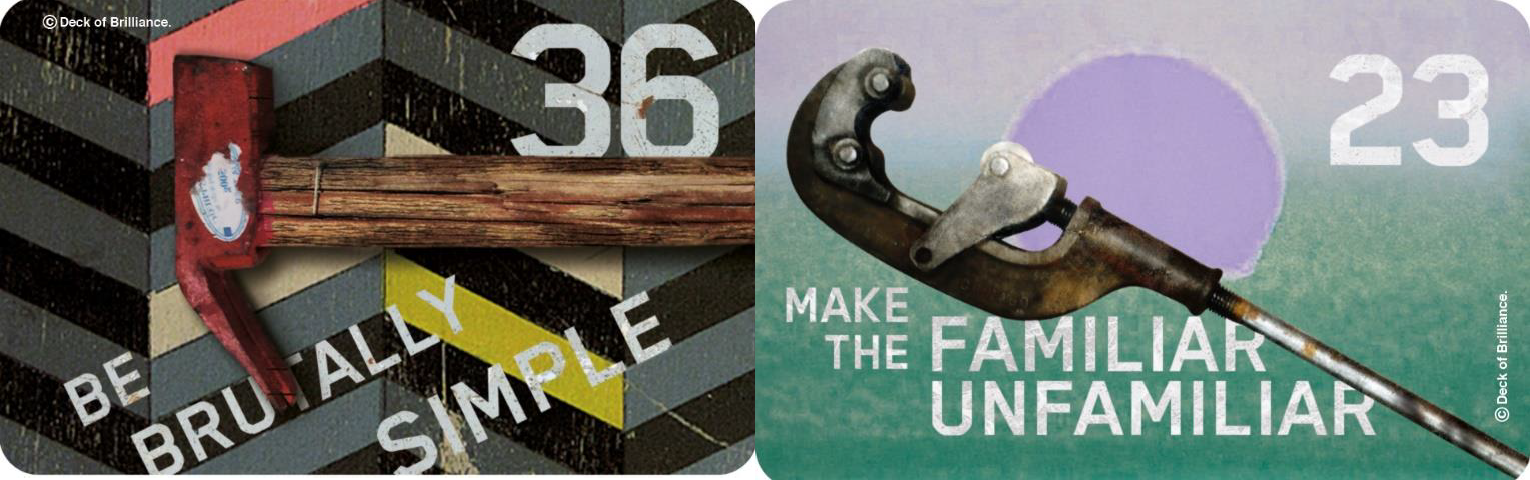 © Deck of Brilliance.
36
BE
BRUTALLY
SIMPLE
23
MAKE
THE FAMILIAR
UNFAMILIAR
© Deck of Brilliance.